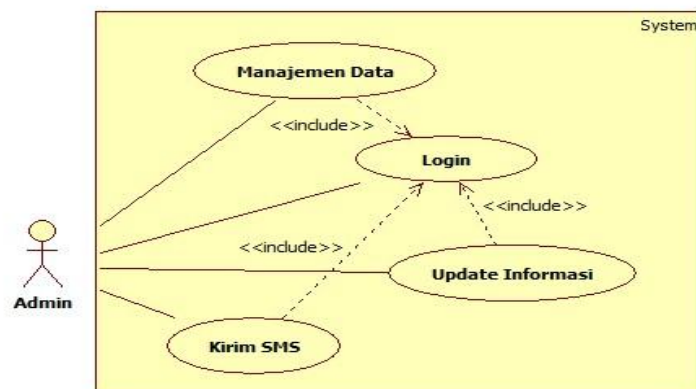 System
Manajemen Data
<<include>>
Login
<<include>>
<<include>>
Update Informasi
Admin
Kirim SMS